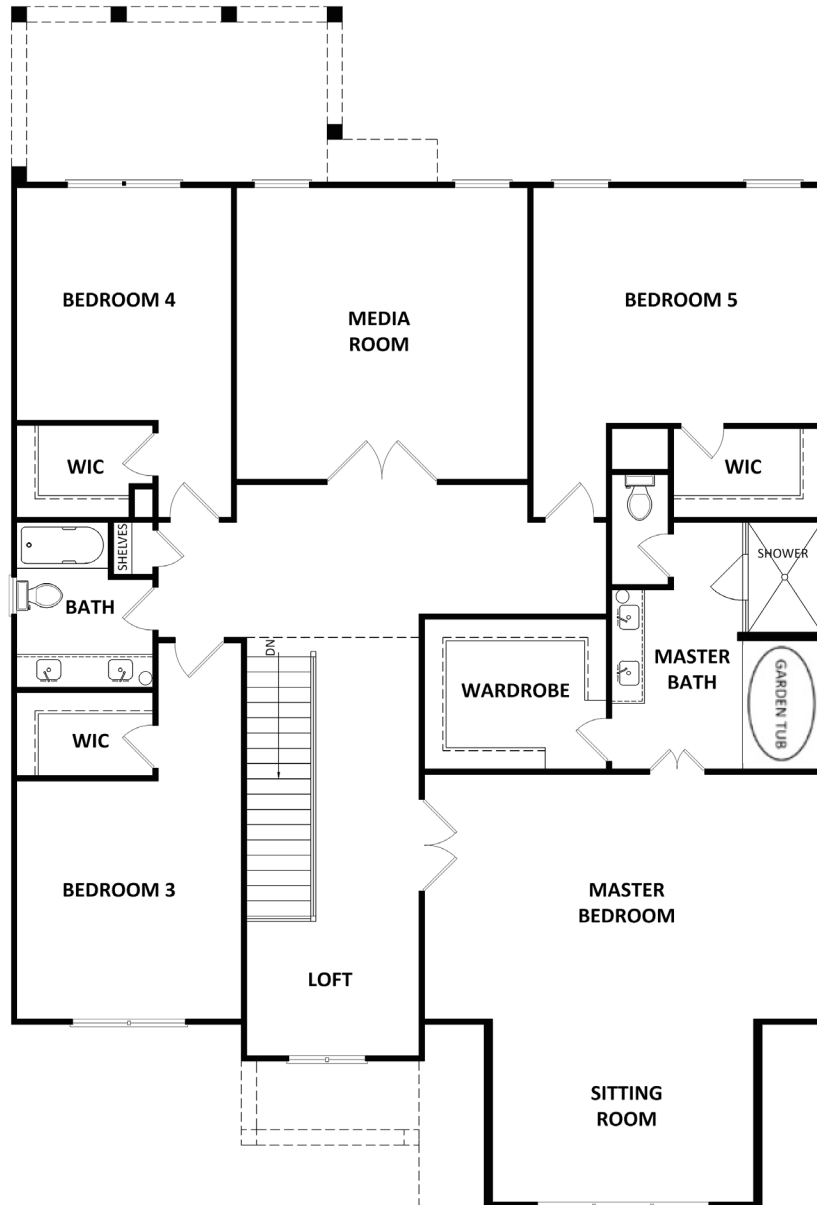 BEDROOM 4
MEDIA
ROOM
BEDROOM 5
WIC
WIC
SHELVES
SHOWER
BATH
DN
WARDROBE
MASTER
BATH
GARDEN TUB
WIC
BEDROOM 3
MASTER
BEDROOM
LOFT
SITTING
ROOM